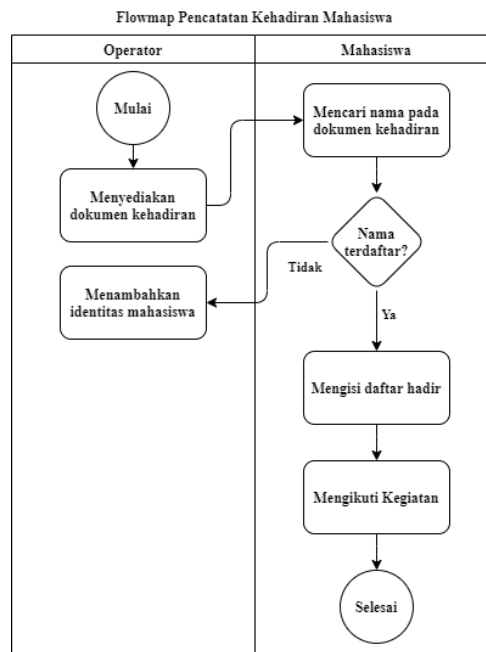 Flowmap Pencatatan Kehadiran Mahasiswa
Operator
Mahasiswa
Mulai
Menyediakan
dokumen kehadiran
Mencari nama pada
dokumen kehadiran
Nama
terdaftar?
Tidak
Menambahkan
identitas mahasiswa
Ya
Mengisi daftar hadir
Mengikuti Kegiatan
Selesai